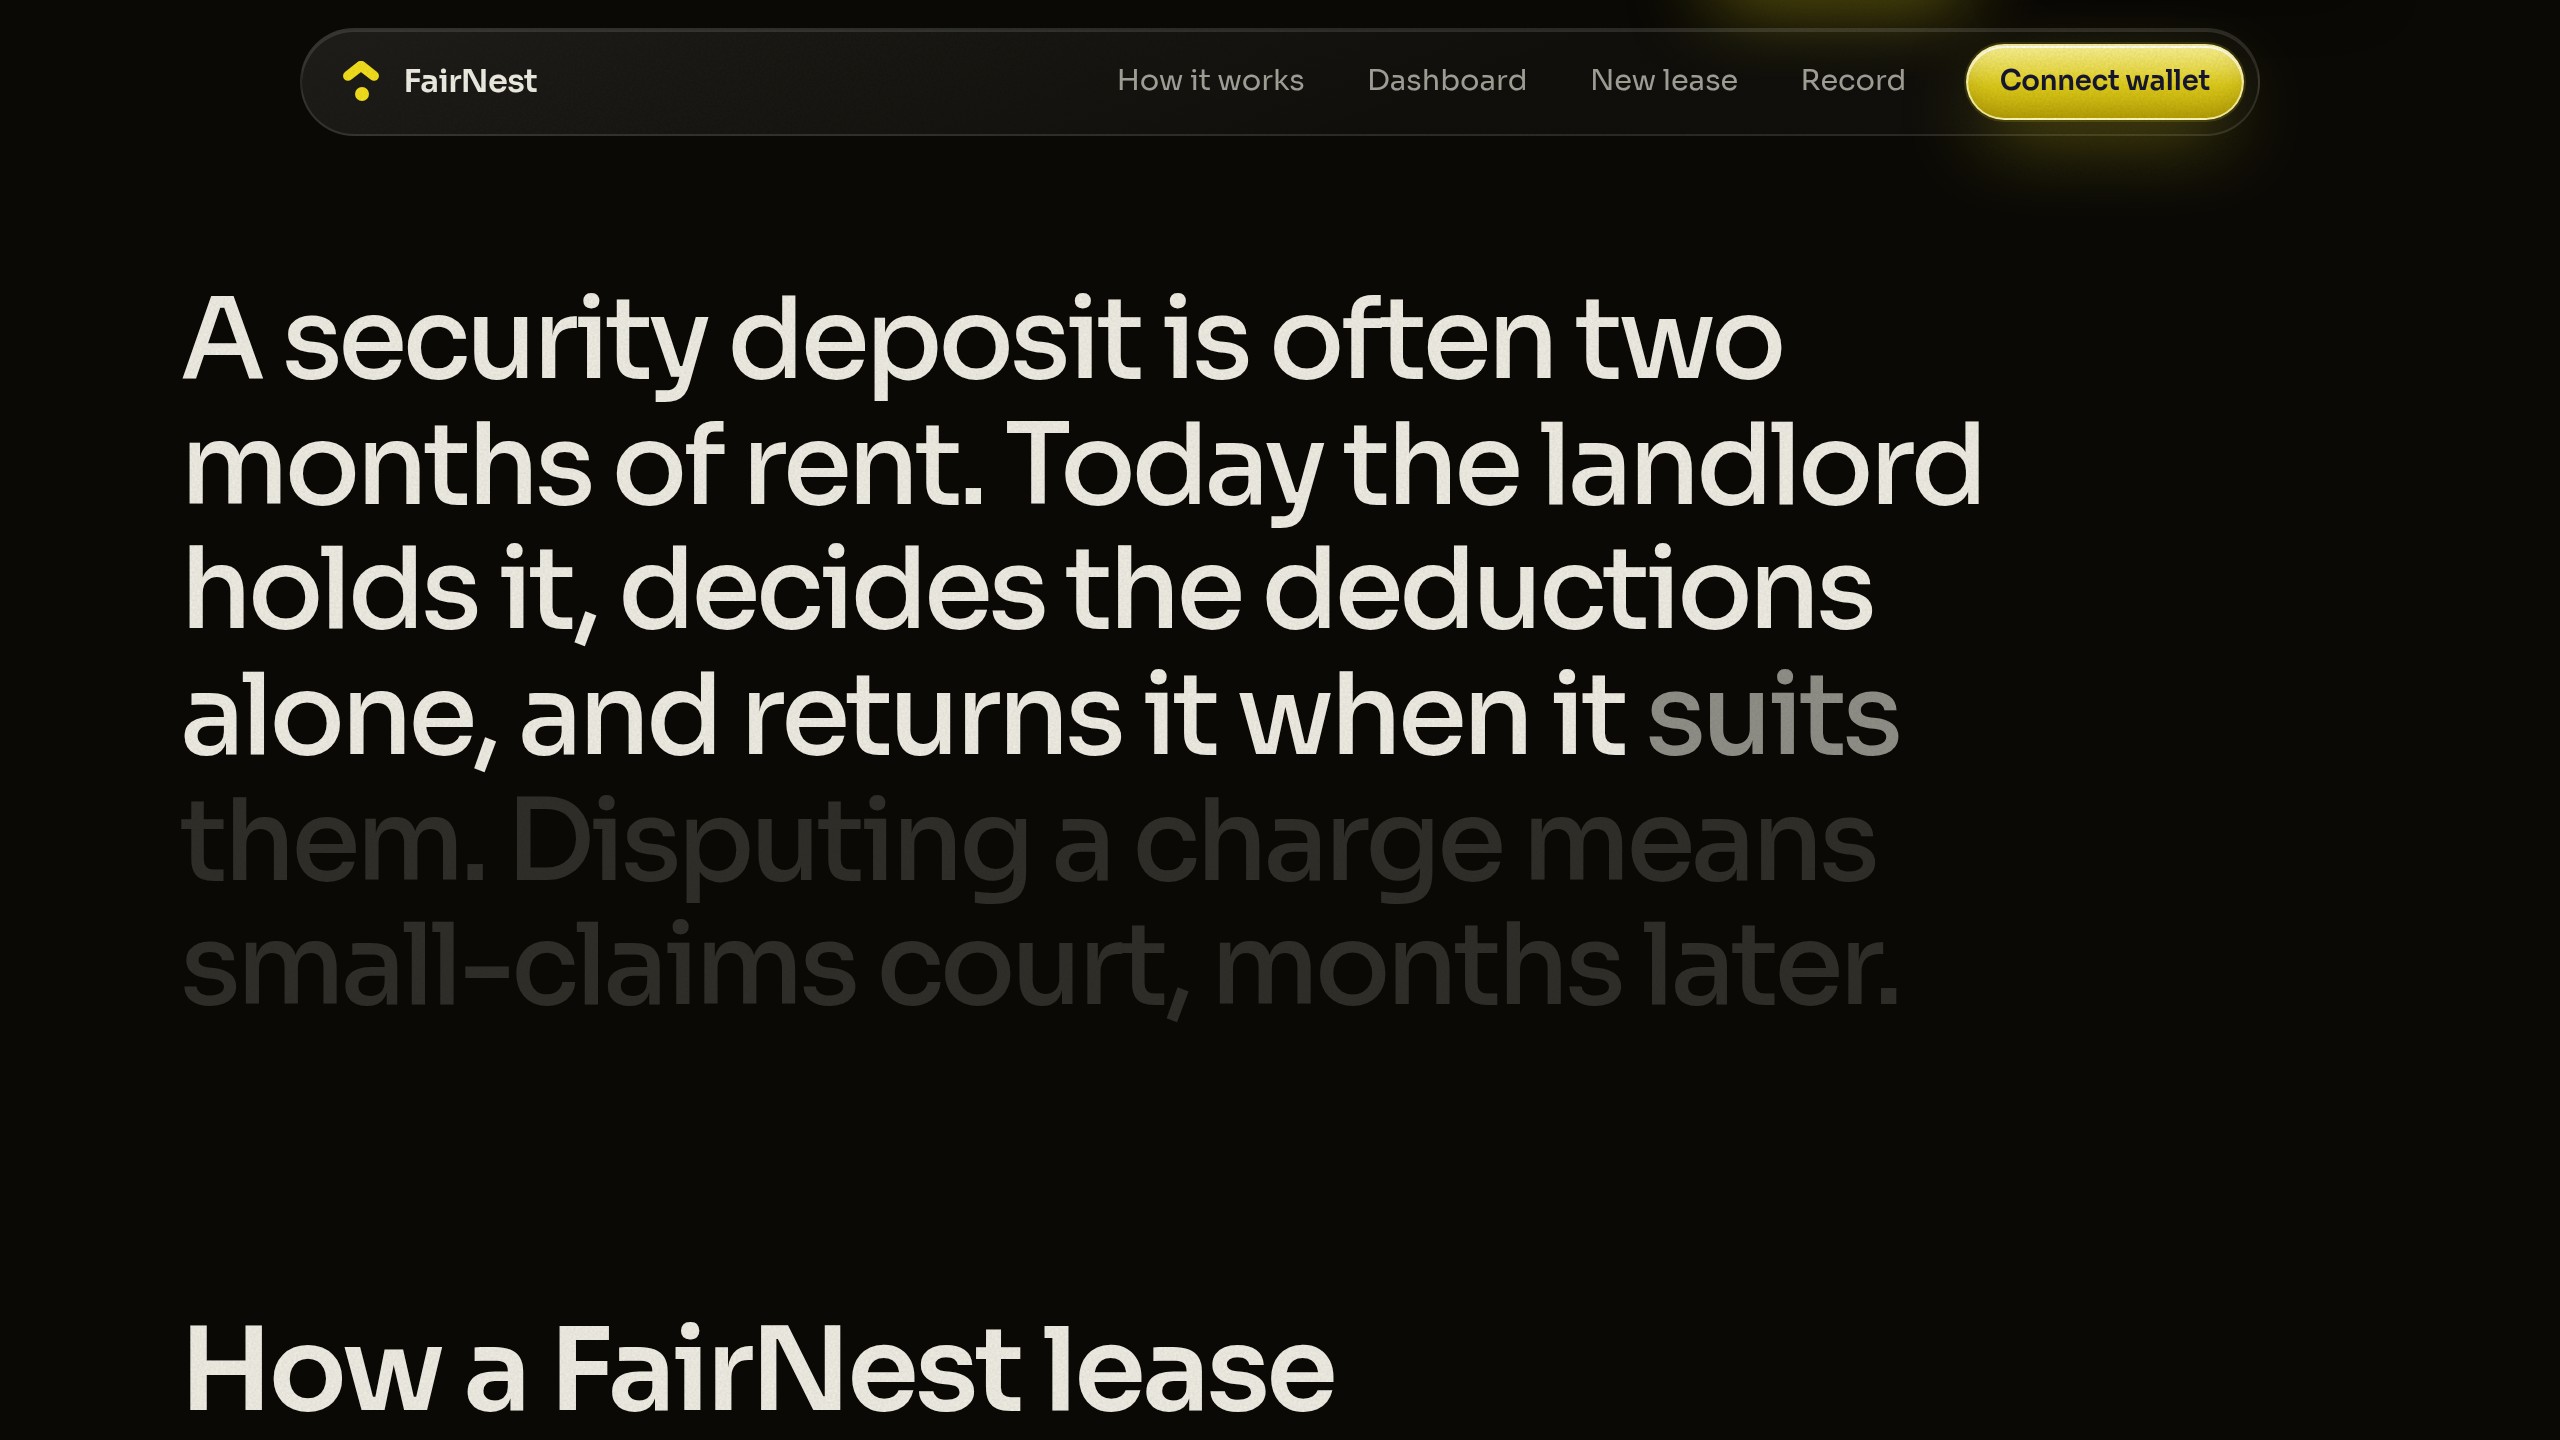 FairNest
How it works
Dashboard
New lease
Record
Connect wallet
A security deposit is often two
months of rent. Today the landlord
holds it, decides the deductions
alone, and returns it when it suits
them. Disputing a charge means
small-claims court, months later.
How a FairNest lease